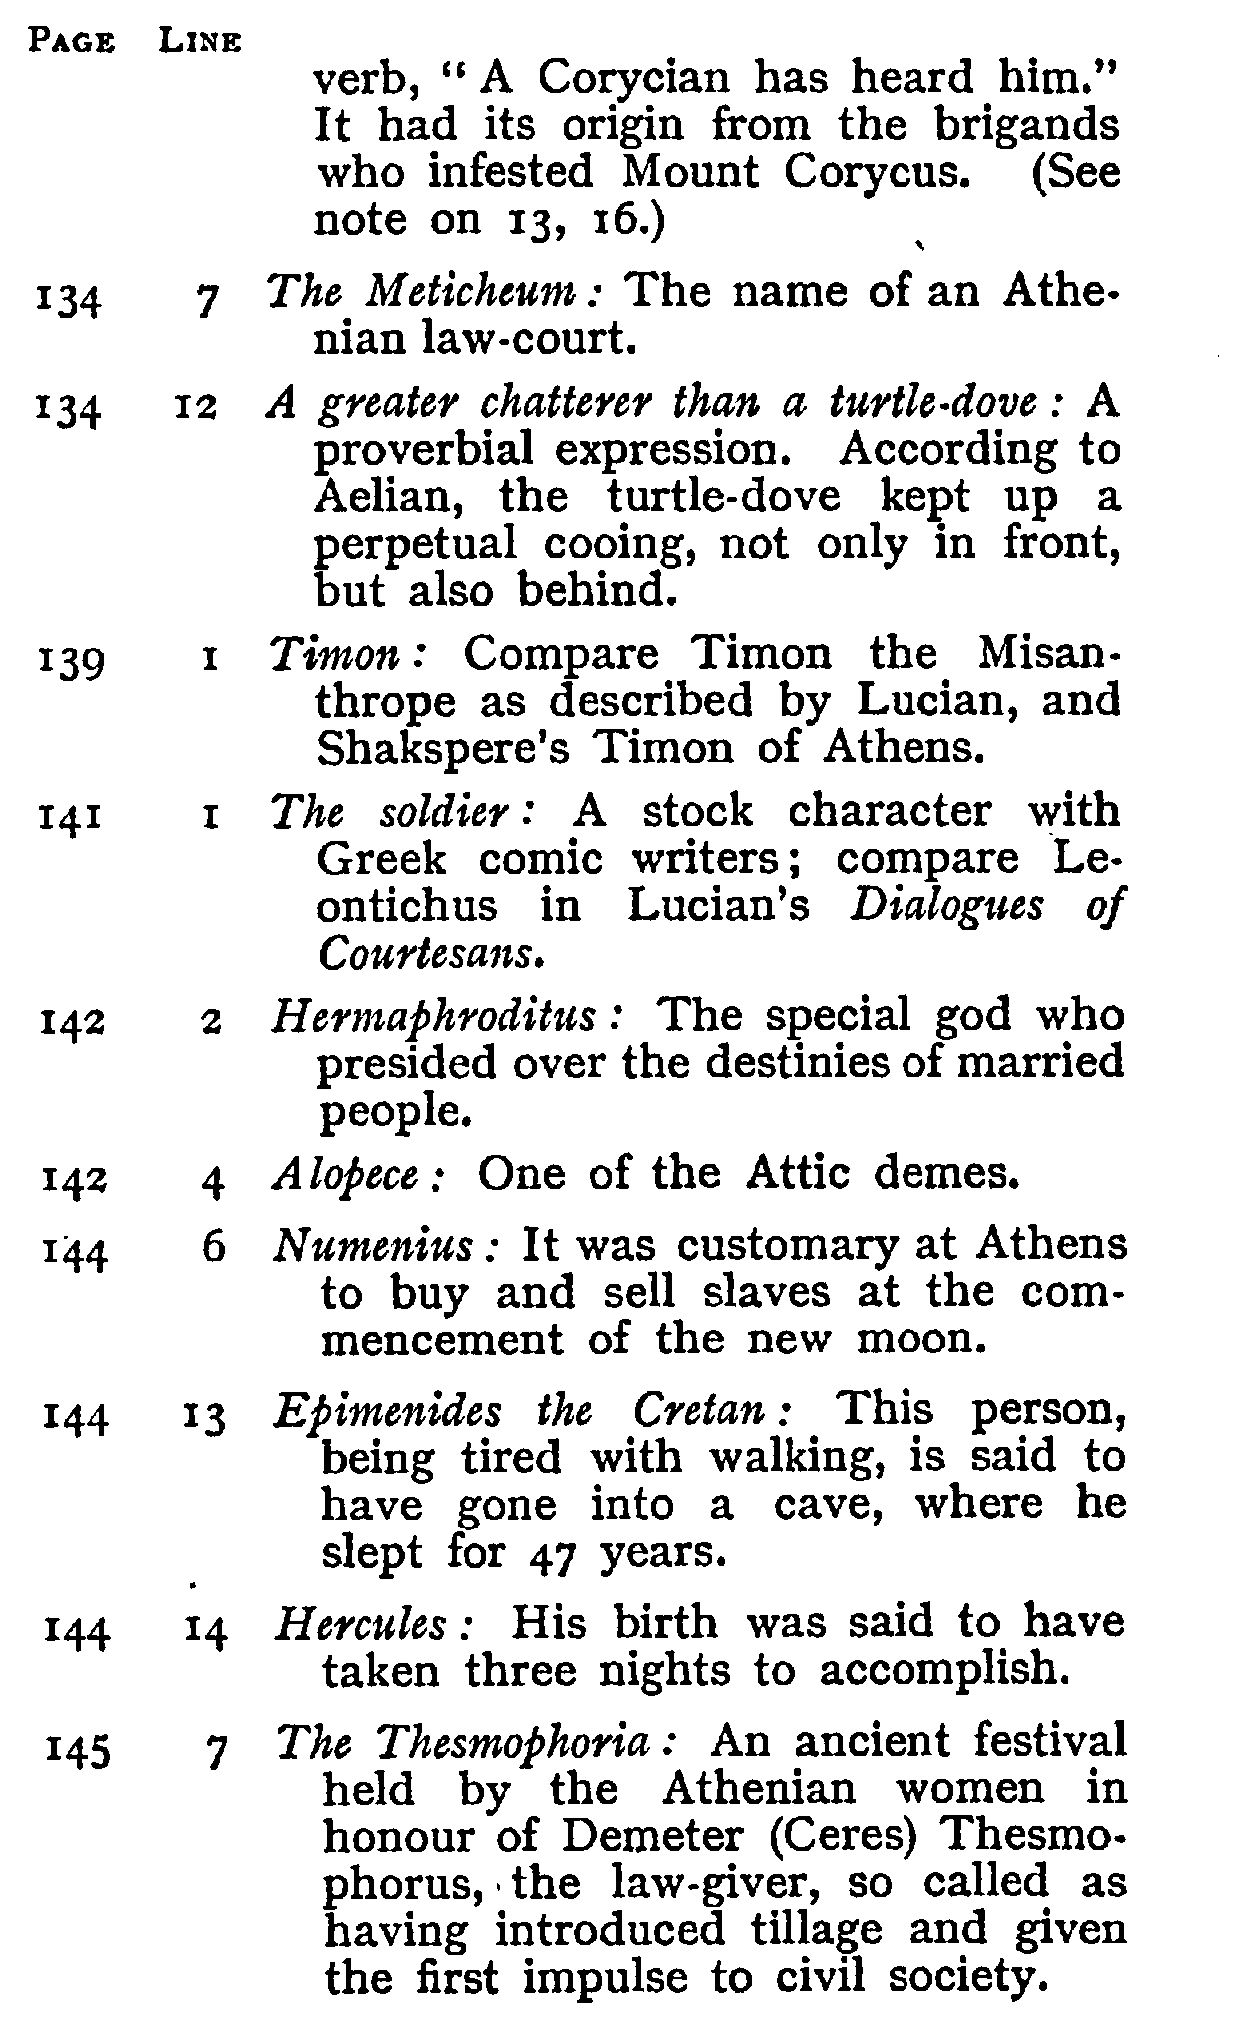 PAGE LINE
verb, “ A Corycian has heard him.”
It had its origin from the brigands
who infested Mount Corycus. (See
note on 13, 16.)
134 7 The Meticheum : The name of an Athe-
nian law-court.
134 12 A greater chatterer than a turtle-dove : A
proverbial expression. According to
Aelian, the turtle-dove kept up a
perpetual cooing, not only in front,
but also behind.
139 1 Timon : Compare Timon the Misan-
thrope as described by Lucian, and
Shakspere's Timon of Athens.
141 1 The soldier : A stock character with
Greek comic writers ; compare Le-
ontichus in Lucian's Dialogues of
Courtesans.
142 2 Hermaphroditus : The special god who
presided over the destinies of married
people.
142 4 Alopece : One of the Attic demes.
144 6 Numenius : It was customary at Athens
to buy and sell slaves at the com-
mencement of the new moon.
144 13 Epimenides the Cretan : This person,
being tired with walking, is said to
have gone into a cave, where he
slept for 47 years.
144 14 Hercules : His birth was said to have
taken three nights to accomplish.
145 7 The Thesmophoria : An ancient festival
held by the Athenian women in
honour of Demeter (Ceres) Thesmo-
phorus, the law-giver, so called as
having introduced tillage and given
the first impulse to civil society.